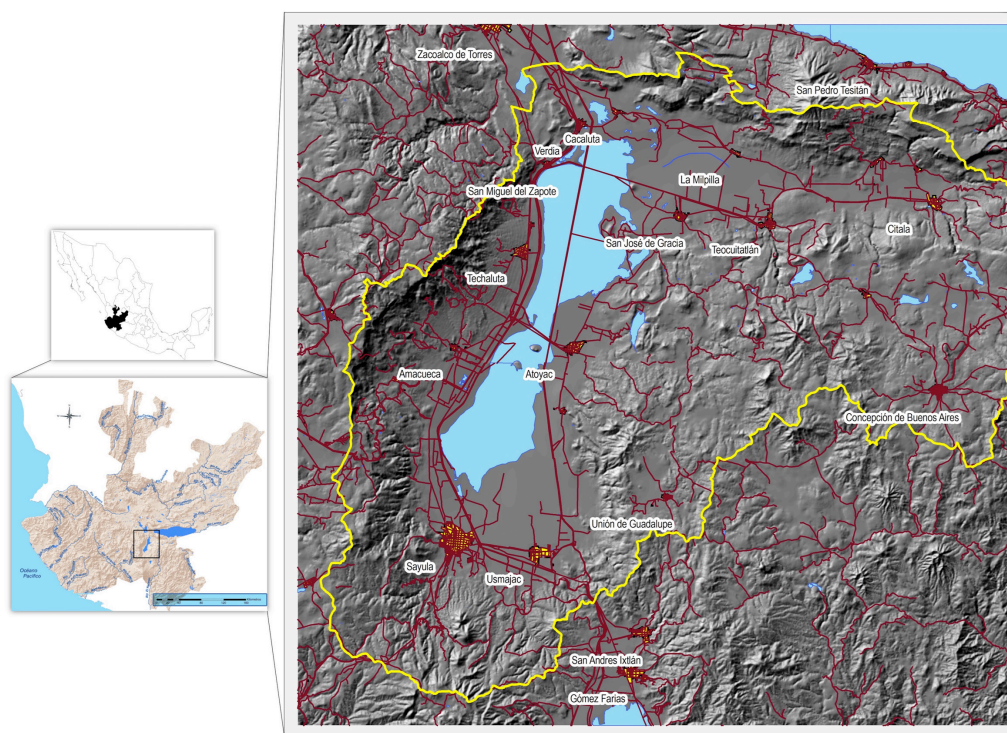 Zacoalco de Torres
San Pedro Tesitán
Cacaluta
Verdia
La Milpilla
San Miguel del Zapote
Citala
San José de Gracia
Teocuitatlán
Techaluta
Amacueca
Atoyac
Concepción de Buenos Aires
Unión de Guadalupe
Sayula
Usmajac
San Andres Ixtlán
Gómez Farias
Océano
Pacífico